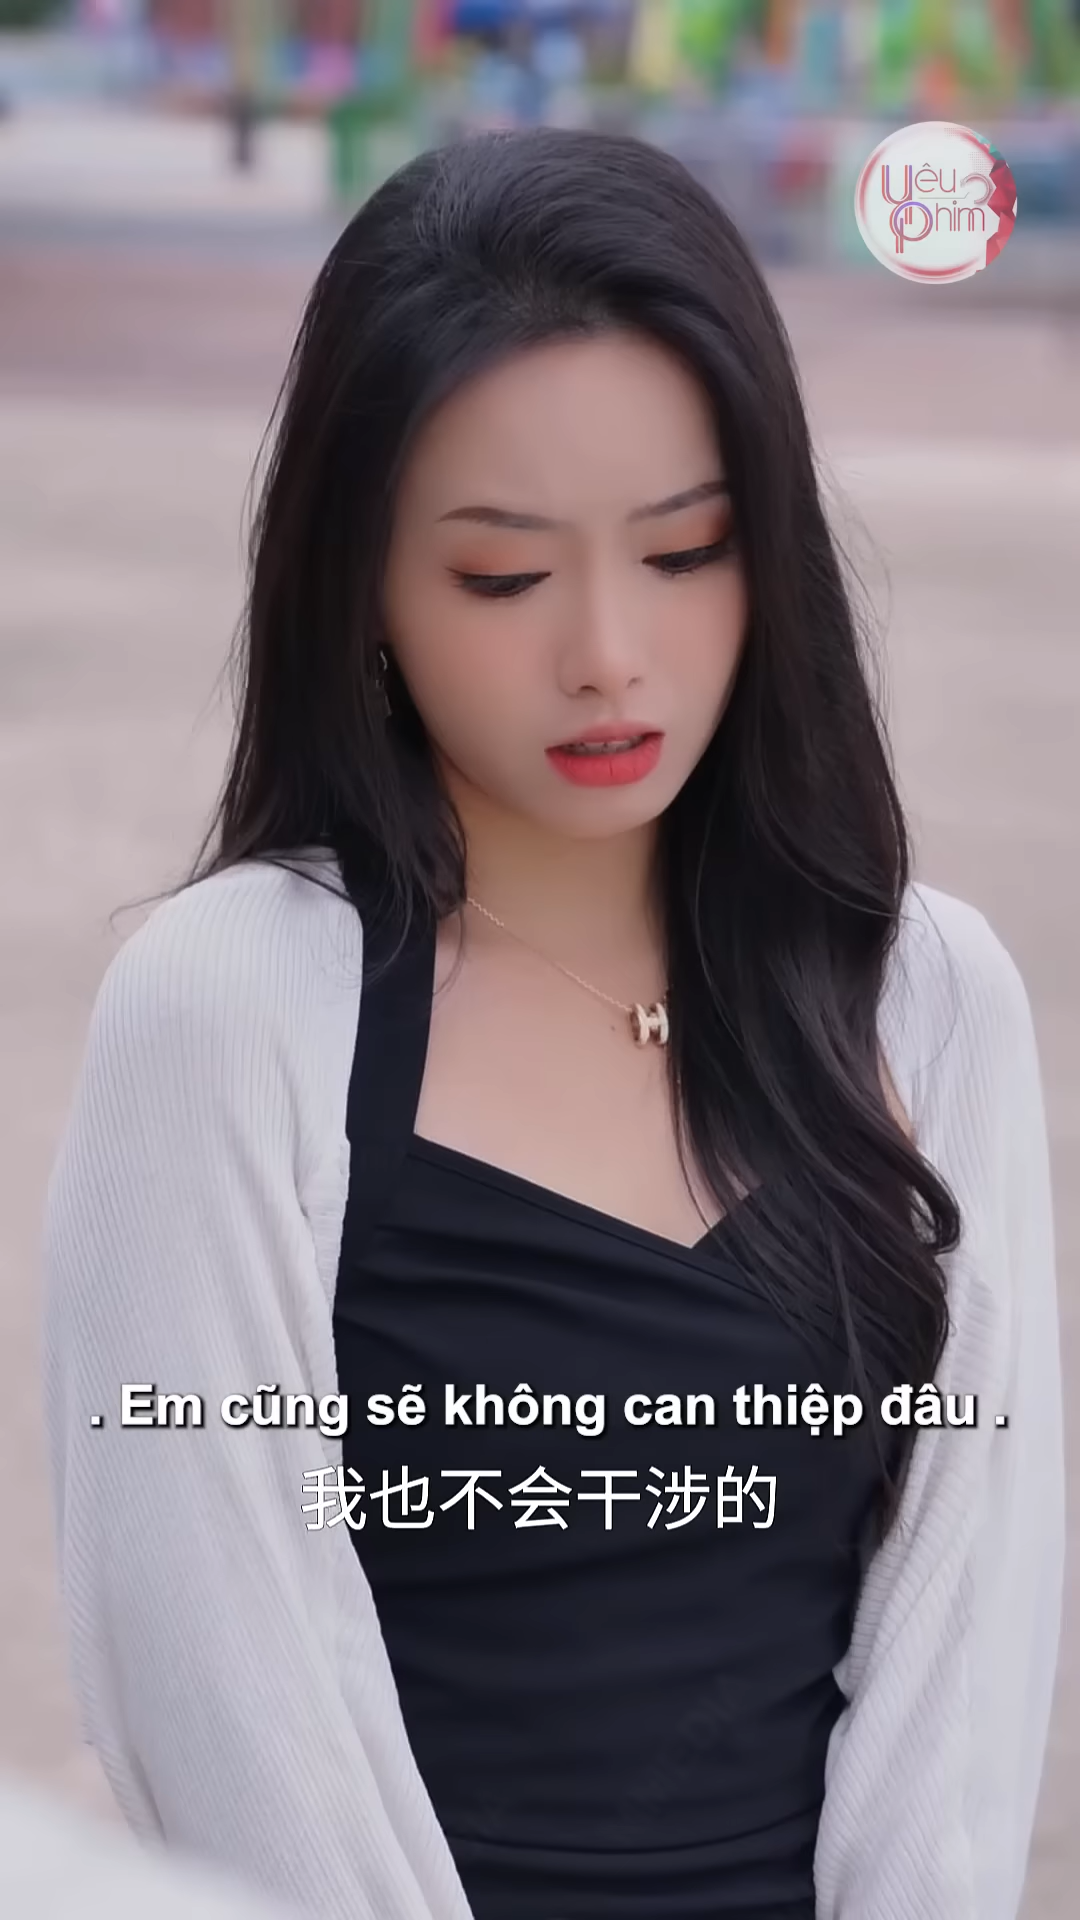 Yêu
Phim
. Em cũng sẽ không can thiệp đâu .
我也不会干涉的